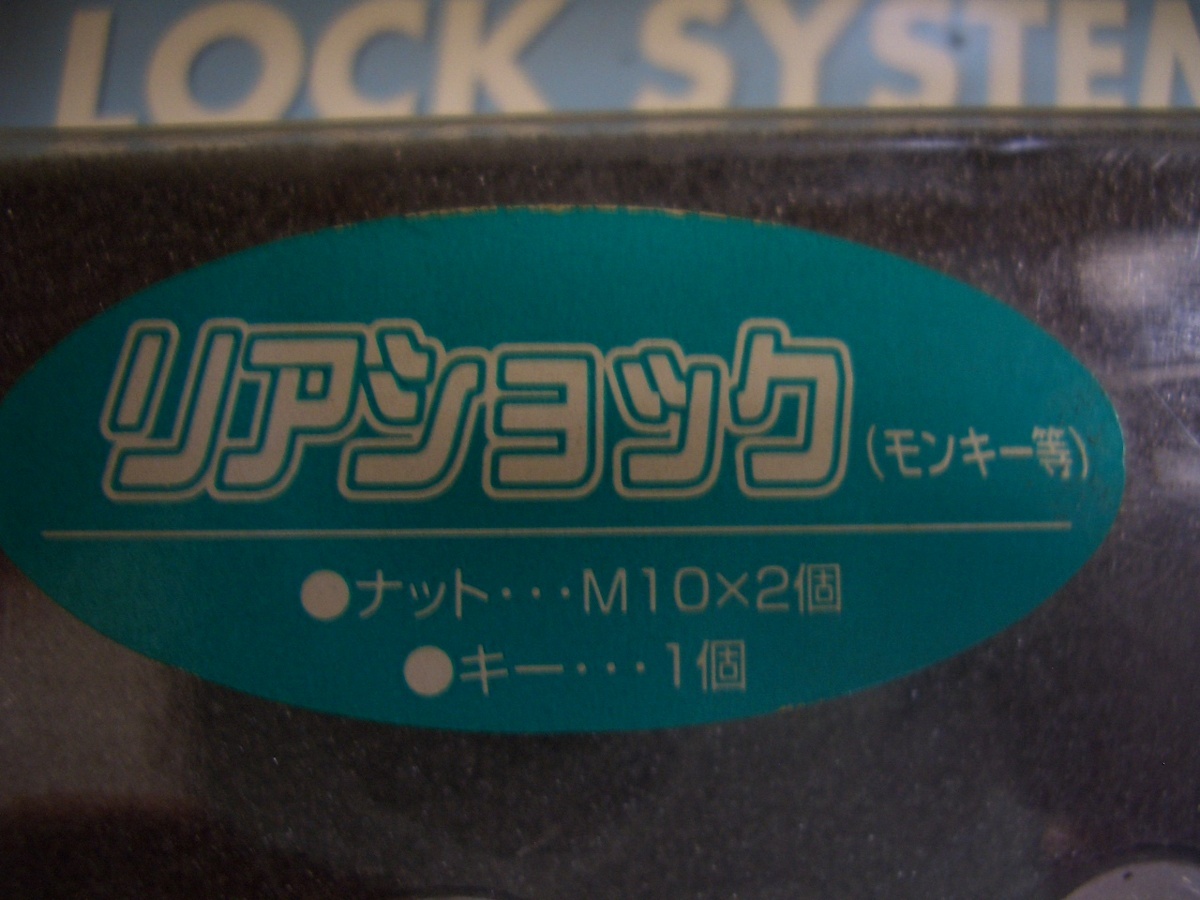 LOCK SYSTEM
リアショック (モンキー等)
●ナット・・・M10×2個
●キー・・・1個